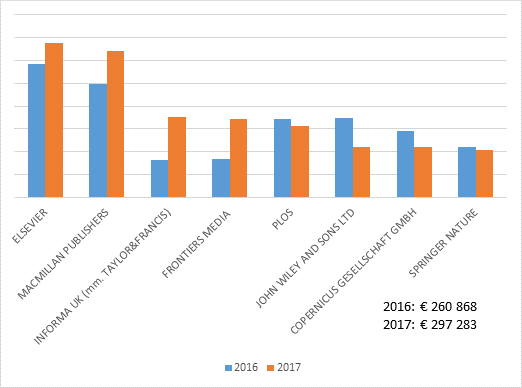 ELSEVIER
MACMILLAN PUBLISHERS
INFORMA UK (mm. TAYLOR&FRANCIS)
FRONTIERS MEDIA
PLOS
JOHN WILEY AND SONS LTD
COPERNICUS GESELLSCHAFT GMBH
SPRINGER NATURE
2016: € 260 868
2017: € 297 283
2016 2017